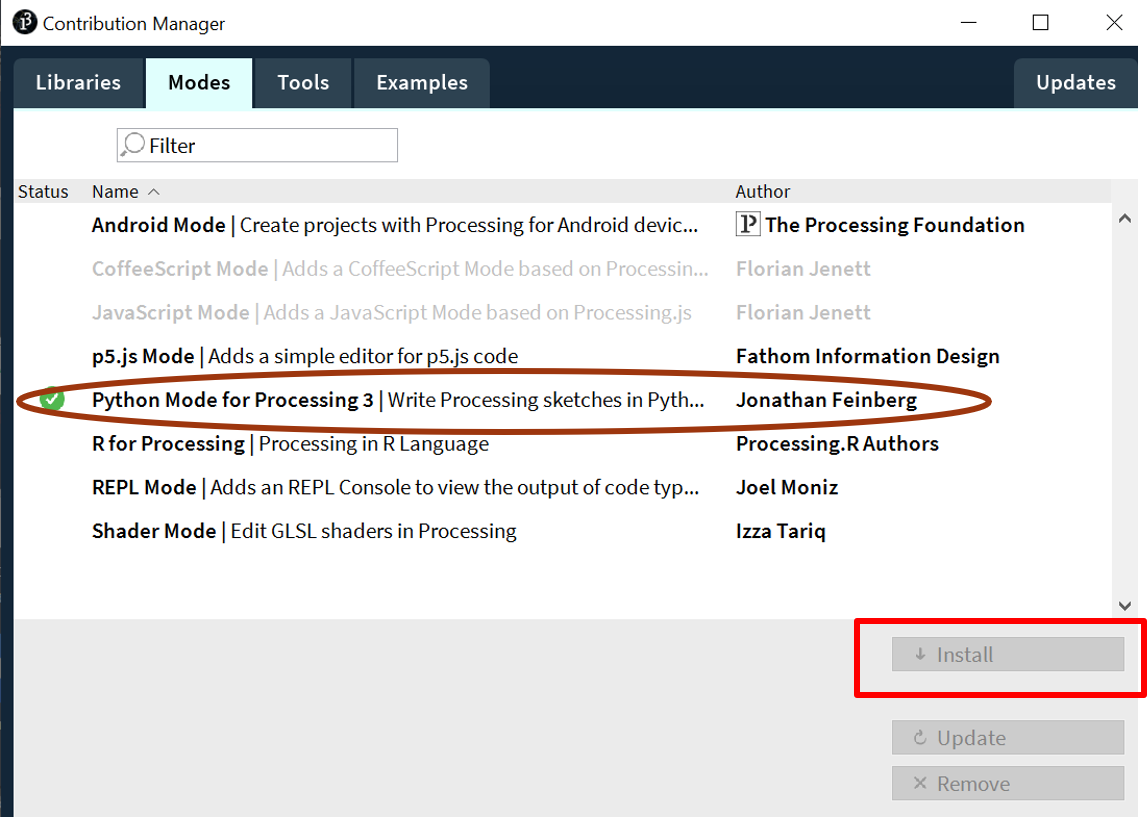 Contribution Manager
Libraries Modes Tools Examples Updates
Filter
Status Name Author
Android Mode | Create projects with Processing for Android devic... The Processing Foundation
CoffeeScript Mode | Adds a CoffeeScript Mode based on Processin... Florian Jenett
JavaScript Mode | Adds a JavaScript Mode based on Processing.js Florian Jenett
p5.js Mode | Adds a simple editor for p5.js code Fathom Information Design
Python Mode for Processing 3 | Write Processing sketches in Pyth... Jonathan Feinberg
R for Processing | Processing in R Language Processing.R Authors
REPL Mode | Adds an REPL Console to view the output of code typ... Joel Moniz
Shader Mode | Edit GLSL shaders in Processing Izza Tariq
Install
Update
Remove